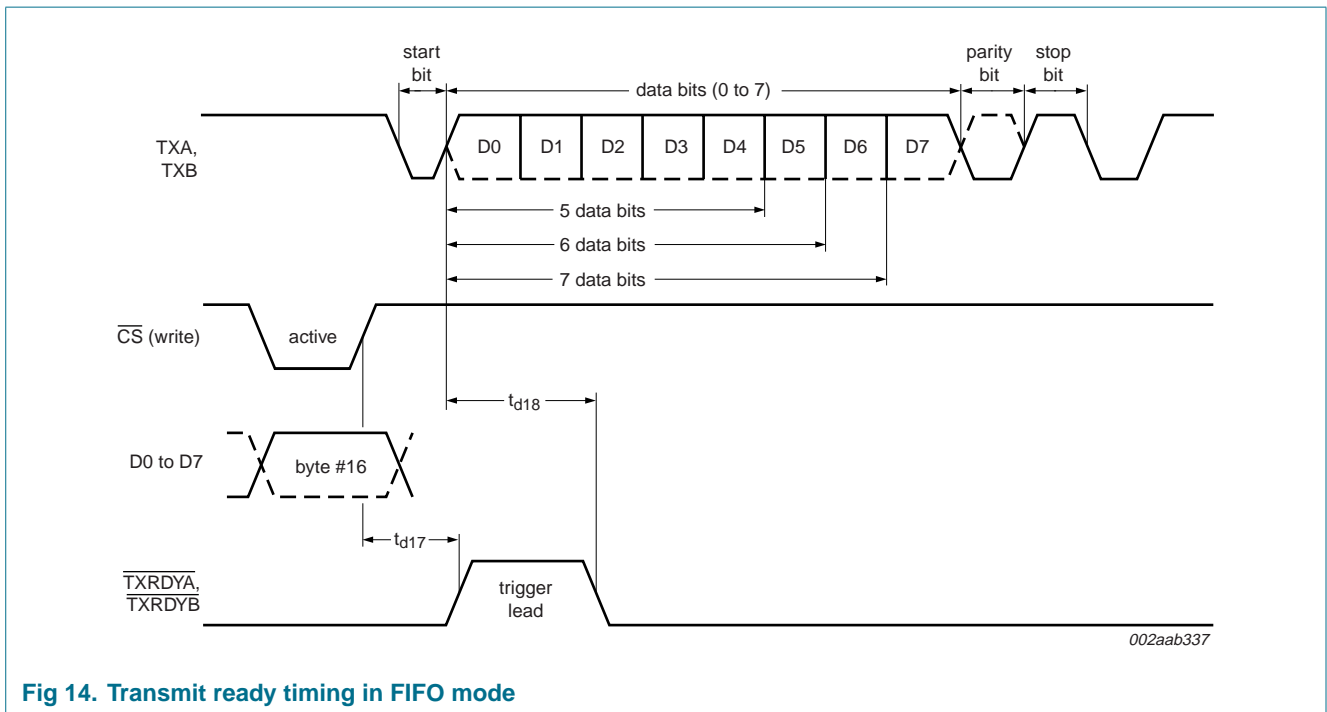 start
bit
data bits (0 to 7)
parity
bit
stop
bit
TXA,
TXB
D0 D1 D2 D3 D4 D5 D6 D7
5 data bits
6 data bits
7 data bits
CS (write)
active
td18
D0 to D7
byte #16
td17
TXRDYA,
TXRDYB
trigger
lead
002aab337
Fig 14. Transmit ready timing in FIFO mode